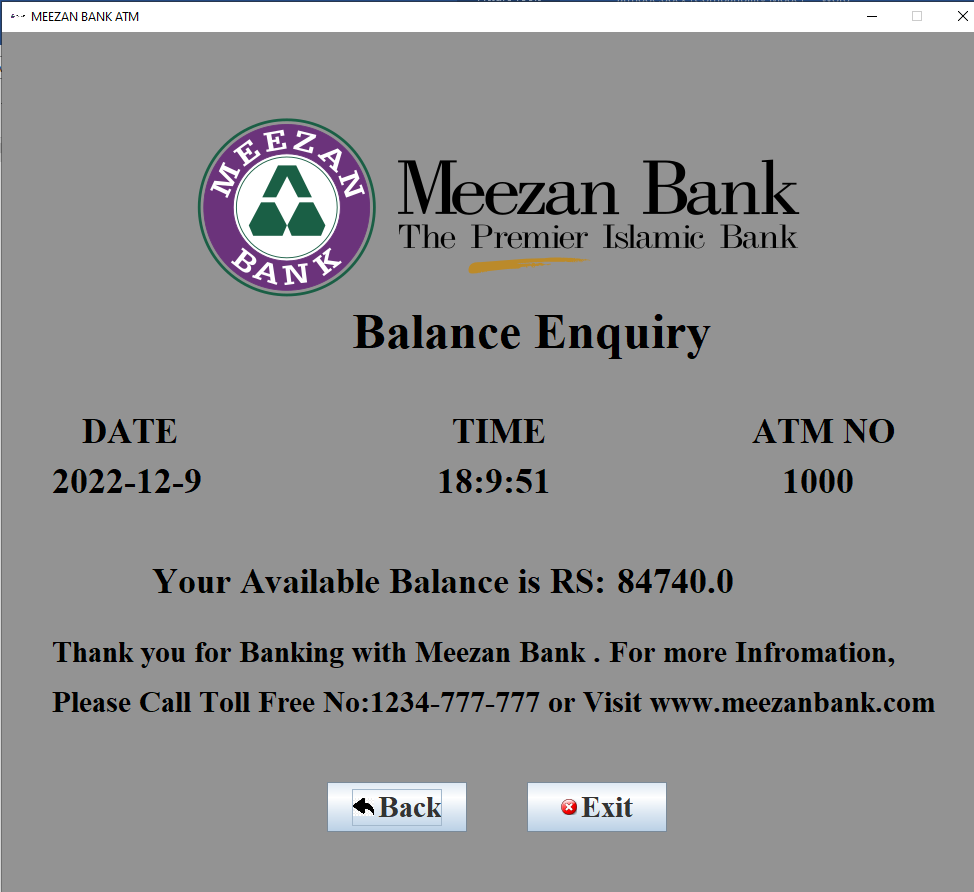 MEEZAN BANK ATM
MEEZAN
BANK
Meezan Bank
The Premier Islamic Bank
Balance Enquiry
DATE TIME ATM NO
2022-12-9 18:9:51 1000
Your Available Balance is RS: 84740.0
Thank you for Banking with Meezan Bank . For more Infromation,
Please Call Toll Free No:1234-777-777 or Visit www.meezanbank.com
Back Exit